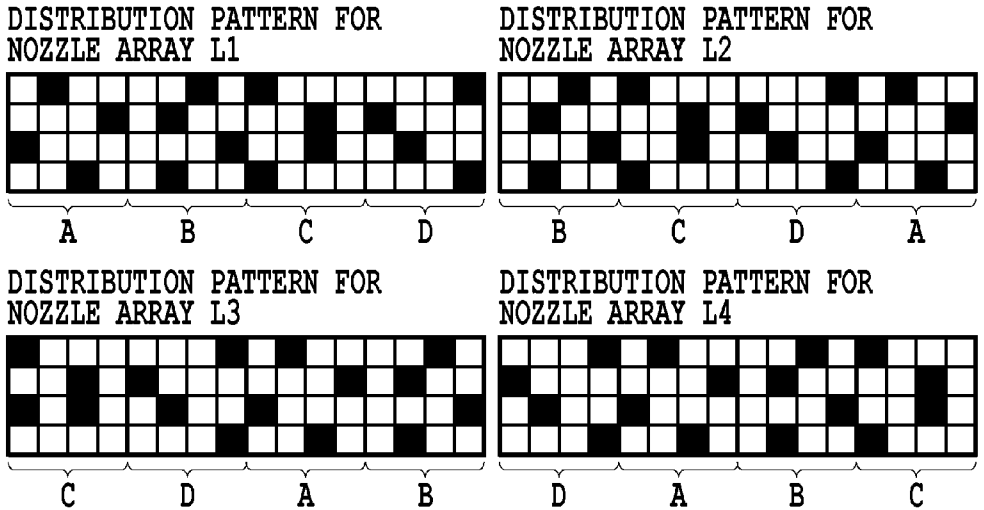 DISTRIBUTION PATTERN FOR
NOZZLE ARRAY L1
A B C D
DISTRIBUTION PATTERN FOR
NOZZLE ARRAY L2
B C D A
DISTRIBUTION PATTERN FOR
NOZZLE ARRAY L3
C D A B
DISTRIBUTION PATTERN FOR
NOZZLE ARRAY L4
D A B C